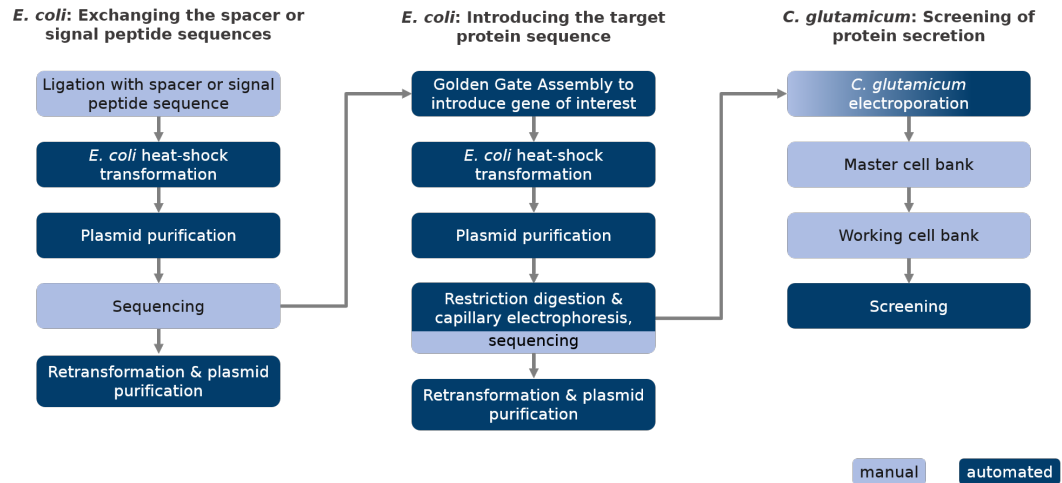 E. coli: Exchanging the spacer or
signal peptide sequences
Ligation with spacer or signal
peptide sequence
E. coli heat-shock
transformation
Plasmid purification
Sequencing
Retransformation & plasmid
purification
E. coli: Introducing the target
protein sequence
Golden Gate Assembly to
introduce gene of interest
E. coli heat-shock
transformation
Plasmid purification
Restriction digestion &
capillary electrophoresis,
sequencing
Retransformation & plasmid
purification
C. glutamicum: Screening of
protein secretion
C. glutamicum
electroporation
Master cell bank
Working cell bank
Screening
manual
automated